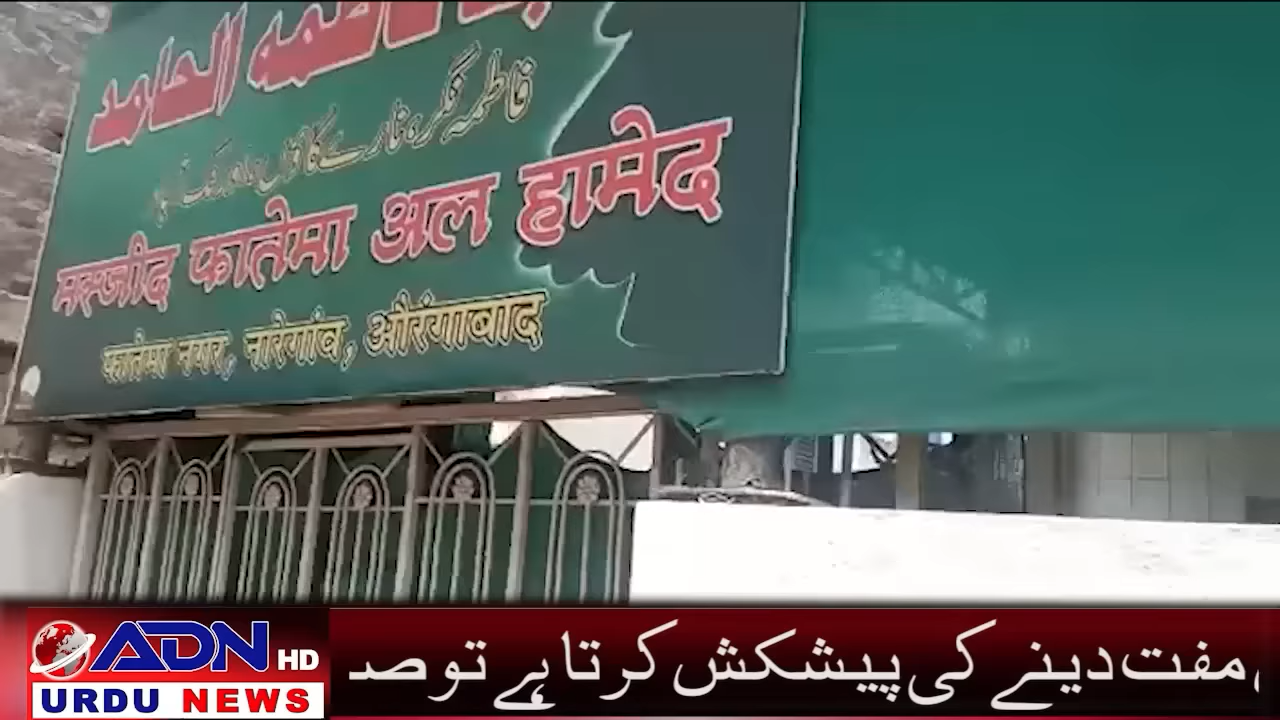 فاطمہ الحامد
فاطمہ نگر، نارے گاؤں
मस्जीद फातेमा अल हामेद
फातेमा नगर, नारेगांव, औरंगाबाद
ADN HD
URDU NEWS
مفت دینے کی پیشکش کرتا ہے تو صد